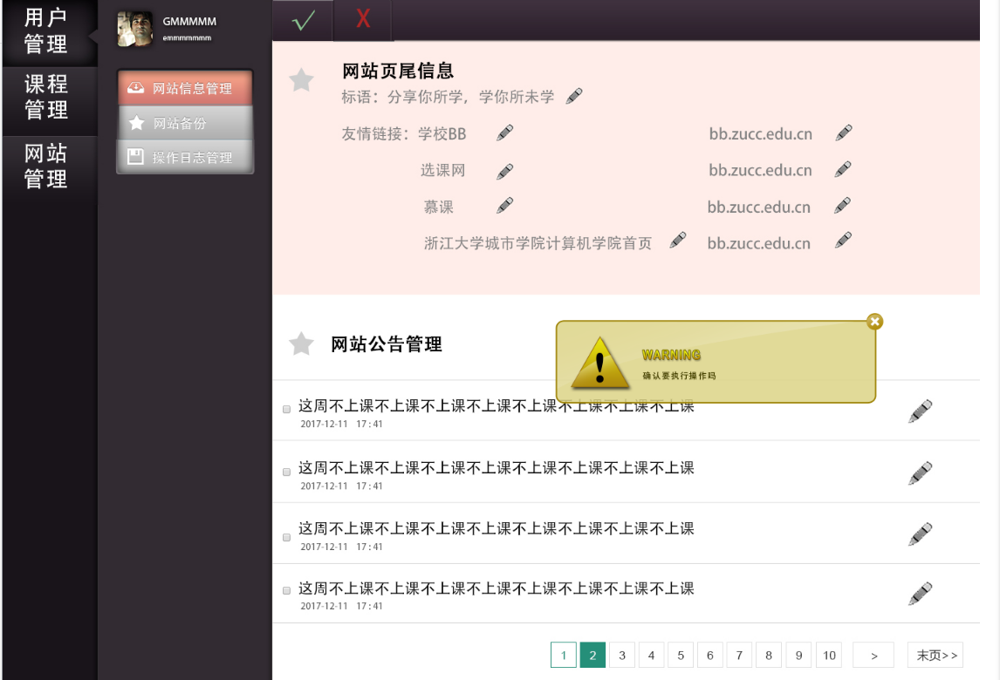 用户
管理
课程
管理
网站
管理
GMMMMM
emmmmmmm
网站信息管理
网站备份
操作日志管理
X
网站页尾信息
标语：分享你所学，学你所未学
友情链接：学校BB bb.zucc.edu.cn
选课网 bb.zucc.edu.cn
慕课 bb.zucc.edu.cn
浙江大学城市学院计算机学院首页 bb.zucc.edu.cn
网站公告管理
WARNING
确认要执行操作吗
这周不上课不上课不上课不上课不上课不上课不上课不上课
2017-12-11 17:41
这周不上课不上课不上课不上课不上课不上课不上课不上课
2017-12-11 17:41
这周不上课不上课不上课不上课不上课不上课不上课不上课
2017-12-11 17:41
这周不上课不上课不上课不上课不上课不上课不上课不上课
2017-12-11 17:41
1 2 3 4 5 6 7 8 9 10 > 末页>>